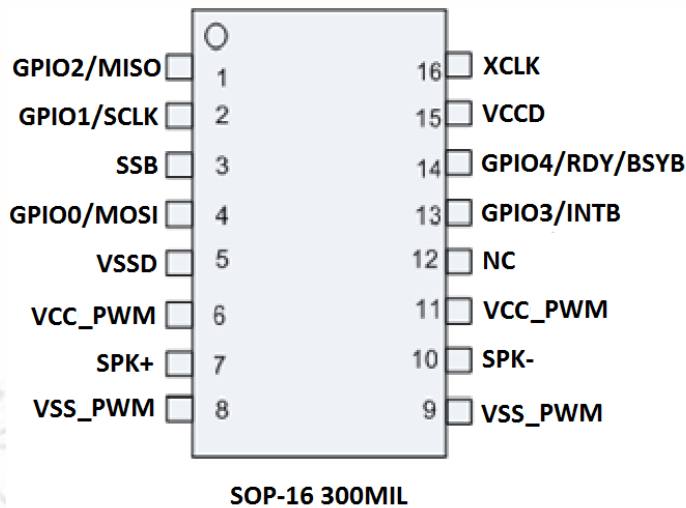 GPIO2/MISO 1 16 XCLK
GPIO1/SCLK 2 15 VCCD
SSB 3 14 GPIO4/RDY/BSYB
GPIO0/MOSI 4 13 GPIO3/INTB
VSSD 5 12 NC
VCC_PWM 6 11 VCC_PWM
SPK+ 7 10 SPK-
VSS_PWM 8 9 VSS_PWM
SOP-16 300MIL